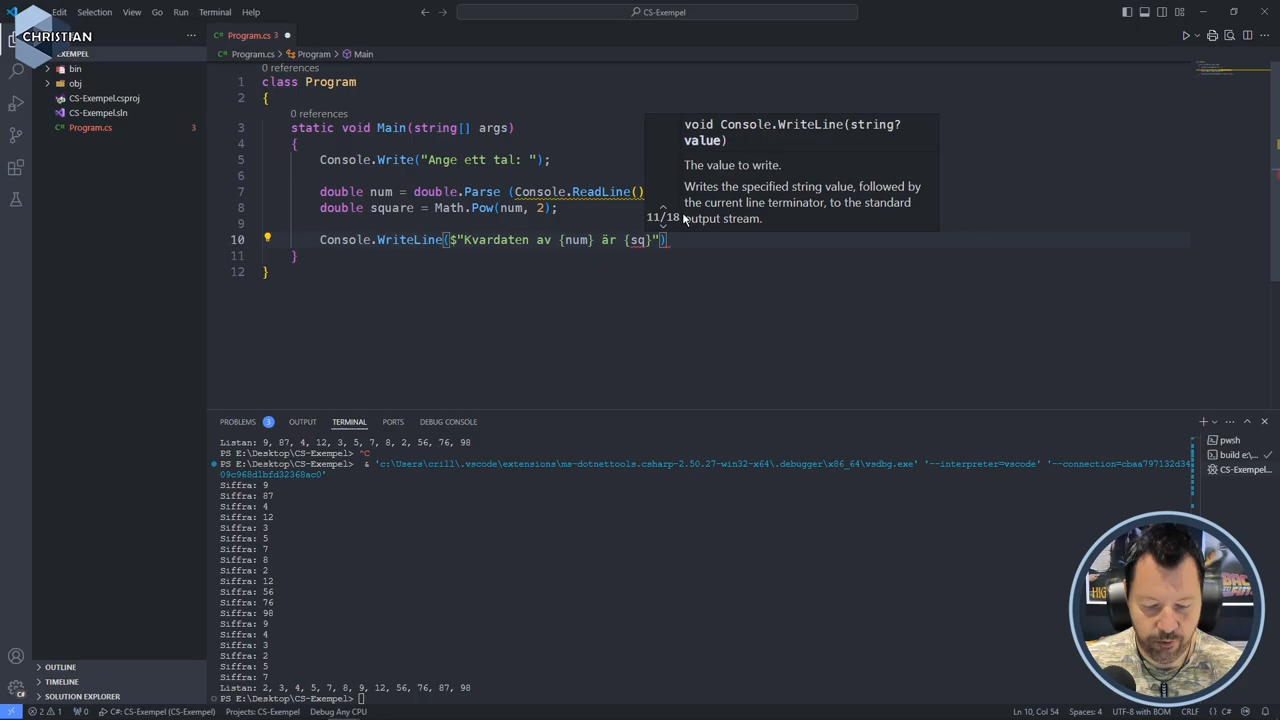 Edit Selection View Go Run Terminal Help
CS-Exempel
CHRISTIAN
EXEMPEL
bin
obj
CS-Exempel.csproj
CS-Exempel.sln
Program.cs 3
OUTLINE
TIMELINE
SOLUTION EXPLORER
Program.cs 3
Program.cs > Program > Main
0 references
1 class Program
2 {
0 references
3 static void Main(string[] args)
4 {
5 Console.Write("Ange ett tal: ");
6
7 double num = double.Parse (Console.ReadLine()
8 double square = Math.Pow(num, 2);
9
10 Console.WriteLine($"Kvardaten av {num} är {sq}")
11 }
12 }
void Console.WriteLine(string?
value)
The value to write.
Writes the specified string value, followed by
the current line terminator, to the standard
output stream.
11/18
PROBLEMS 3 OUTPUT TERMINAL PORTS DEBUG CONSOLE
Listan: 9, 87, 4, 12, 3, 5, 7, 8, 2, 56, 76, 98
PS E:\Desktop\CS-Exempel> ^C
PS E:\Desktop\CS-Exempel> & 'c:\Users\crill\.vscode\extensions\ms-dotnettools.csharp-2.50.27-win32-x64\.debugger\x86_64\vsdbg.exe' '--interpreter=vscode' '--connection=cbaa797132d34
09c968d1bfd32368ac0'
Siffra: 9
Siffra: 87
Siffra: 4
Siffra: 12
Siffra: 3
Siffra: 5
Siffra: 7
Siffra: 8
Siffra: 2
Siffra: 12
Siffra: 56
Siffra: 76
Siffra: 98
Siffra: 9
Siffra: 4
Siffra: 3
Siffra: 2
Siffra: 5
Siffra: 7
Listan: 2, 3, 4, 5, 7, 8, 9, 12, 56, 76, 87, 98
PS E:\Desktop\CS-Exempel>
pwsh
build e:\...
CS-Exempel...
2 1 0 C#: CS-Exempel (CS-Exempel) Projects: CS-Exempel Debug Any CPU Ln 10, Col 54 Spaces: 4 UTF-8 with BOM CRLF {} C#